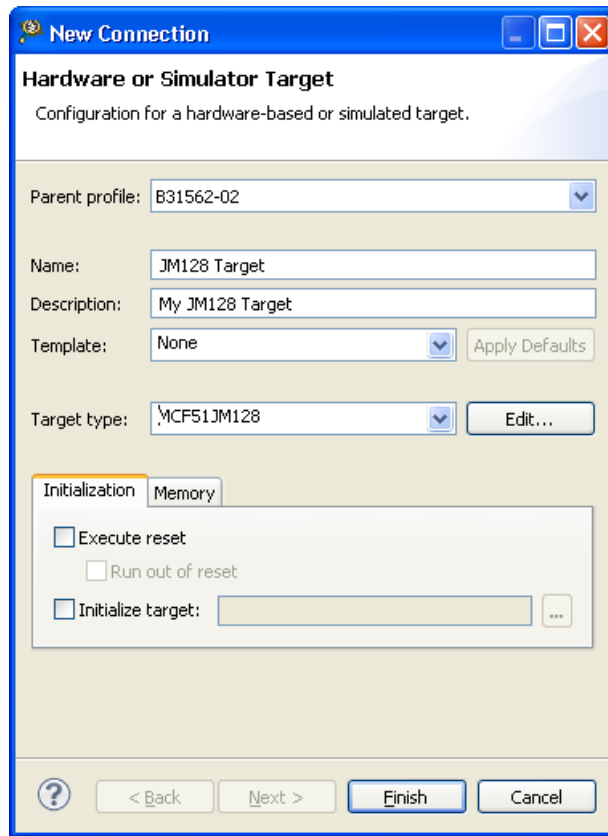 New Connection
Hardware or Simulator Target
Configuration for a hardware-based or simulated target.
Parent profile: B31562-02
Name: JM128 Target
Description: My JM128 Target
Template: None Apply Defaults
Target type: MCF51JM128 Edit...
Initialization Memory
Execute reset
Run out of reset
Initialize target: ...
? < Back Next > Finish Cancel